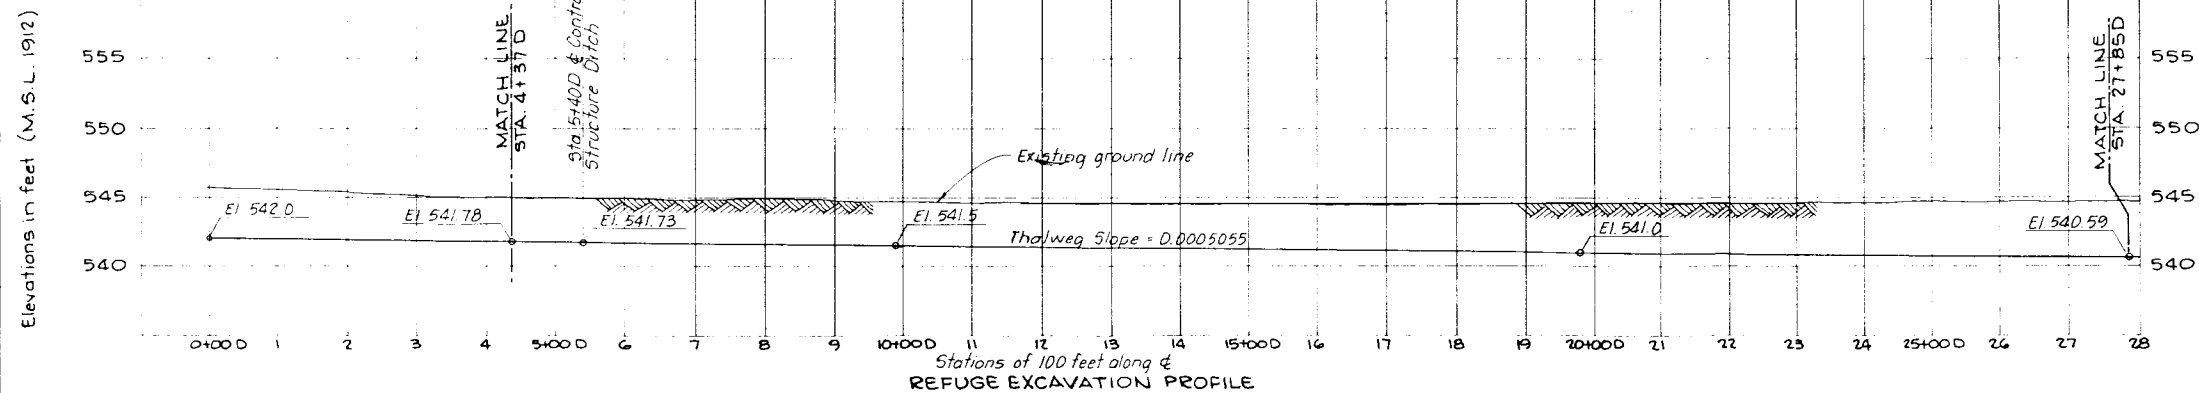 Elevations in feet (M.S.L. 1912)
555
550
545
540
MATCH LINE
STA. 4+37 D
Sta. 5+40D ℄
Structure Ditch
MATCH LINE
STA. 27+85D
555
550
545
540
Existing ground line
El. 542.0
El. 541.78
El. 541.73
El. 541.5
Thalweg Slope = 0.0005055
El. 541.0
El. 540.59
0+00 D 1 2 3 4 5+00 D 6 7 8 9 10+00 D 11 12 13 14 15+00 D 16 17 18 19 20+00 D 21 22 23 24 25+00 D 26 27 28
Stations of 100 feet along ℄
REFUGE EXCAVATION PROFILE